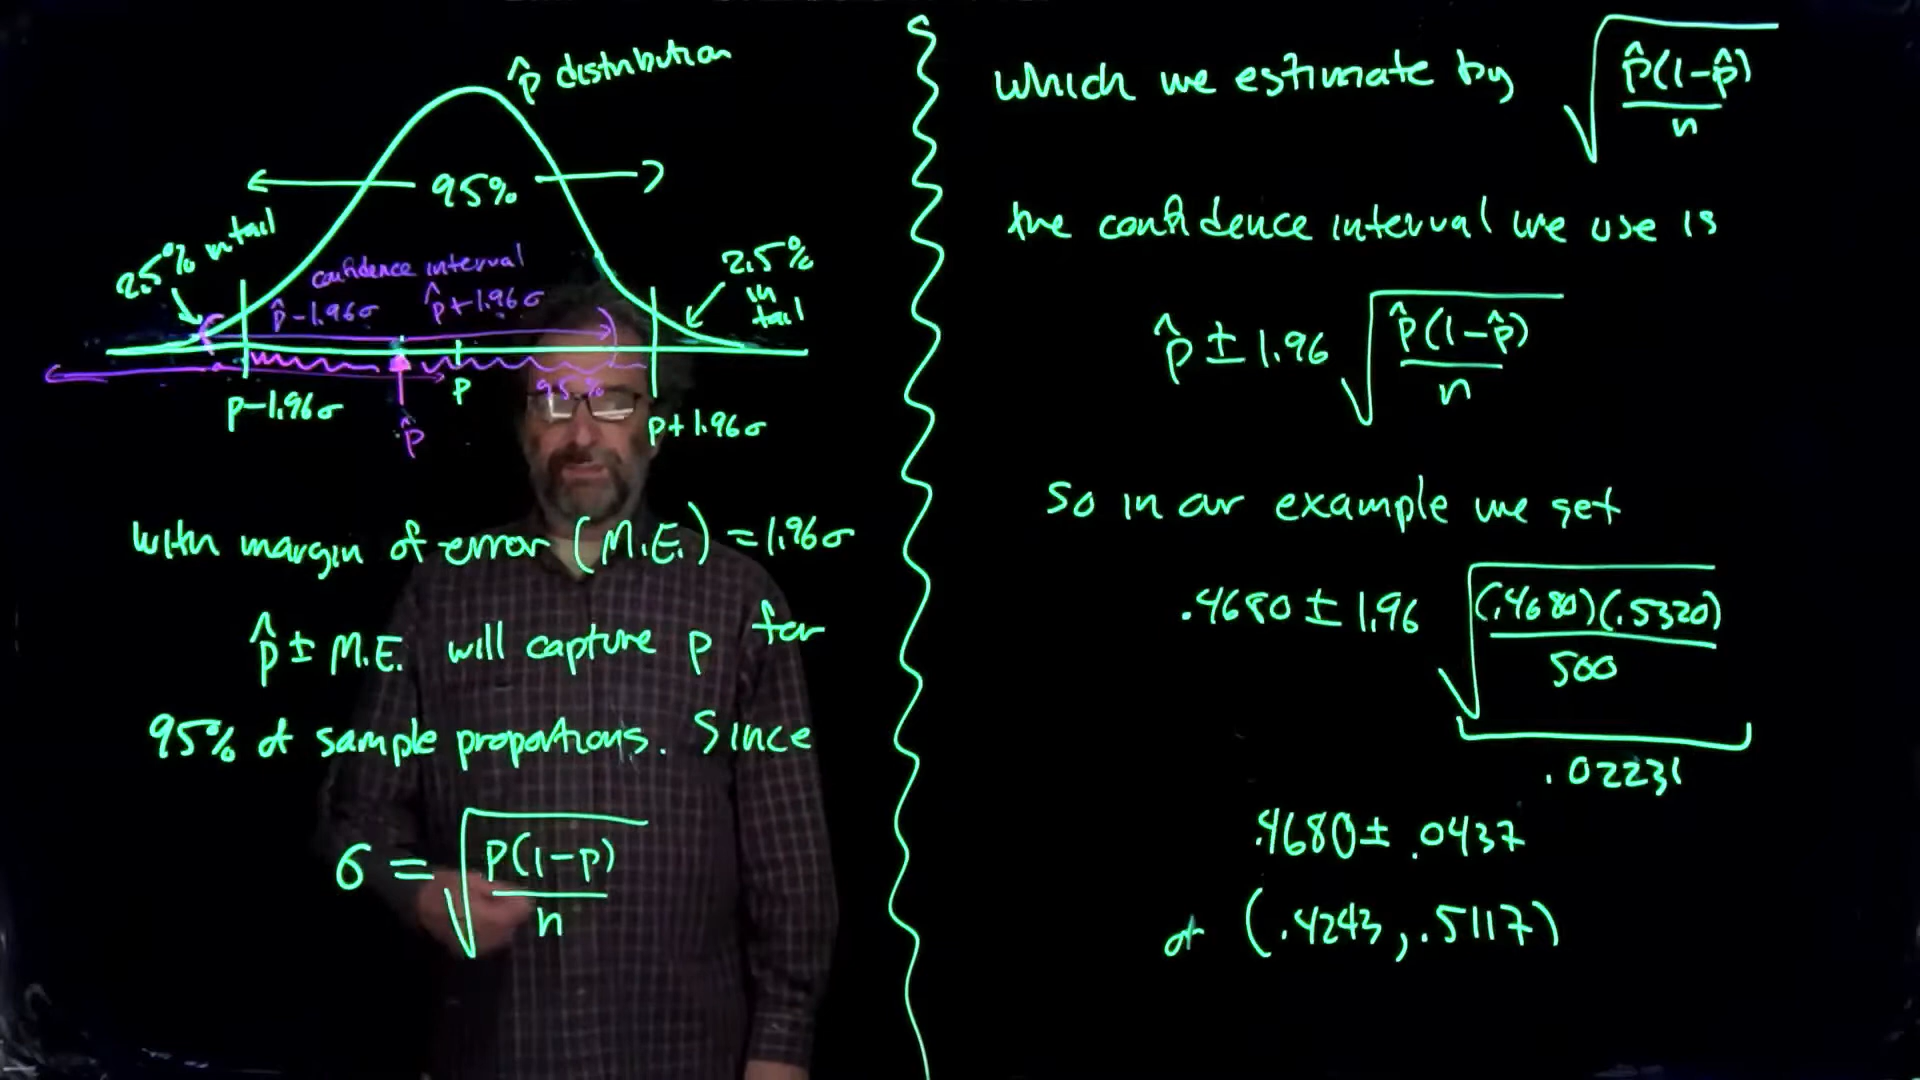 p̂ distribution
95%
2.5% in tail
2.5%
in
tail
confidence interval
p̂-1.96σ
p̂+1.96σ
95%
p
p-1.96σ
p̂
p+1.96σ
with margin of error (M.E.) = 1.96σ
p̂ ± M.E. will capture p for
95% of sample proportions. Since
σ = √(p(1-p)/n)
which we estimate by √(p̂(1-p̂)/n)
the confidence interval we use is
p̂ ± 1.96 √(p̂(1-p̂)/n)
So in our example we get
.4680 ± 1.96 √((.4680)(.5320)/500)
.02231
.4680 ± .0437
or (.4243, .5117)